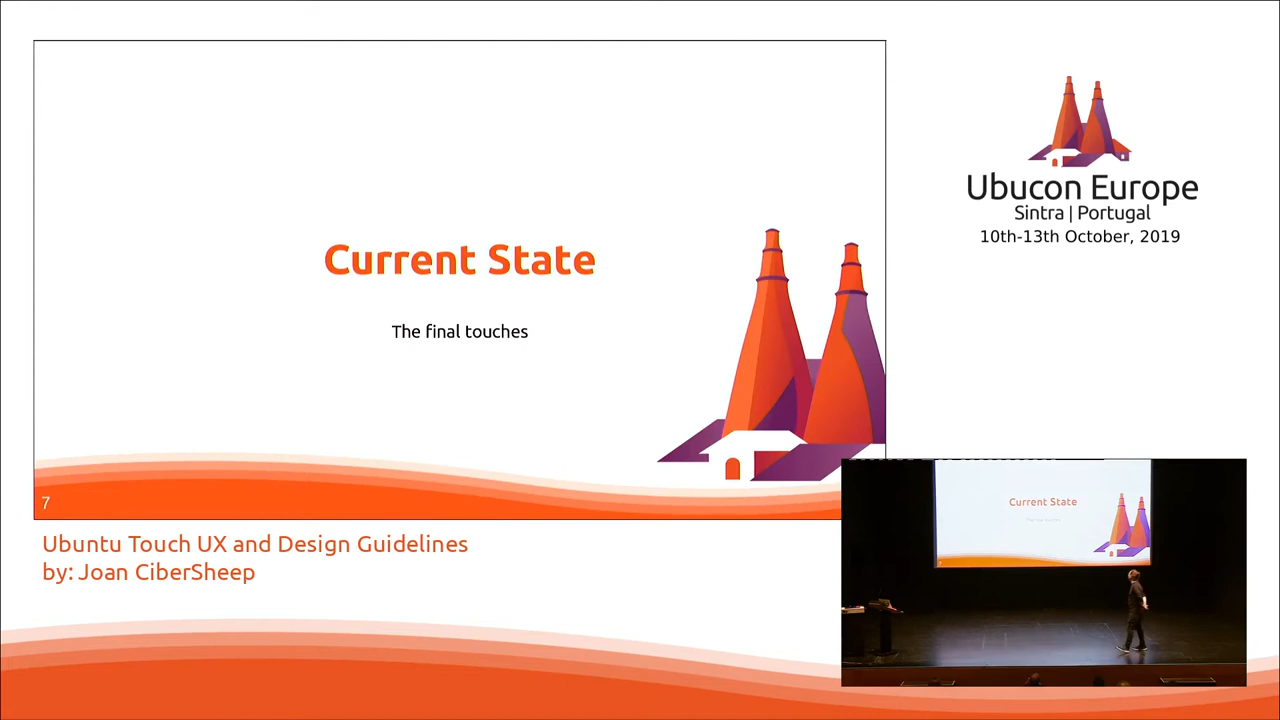 Current State
The final touches
7
Ubuntu Touch UX and Design Guidelines
by: Joan CiberSheep
Ubucon Europe
Sintra | Portugal
10th-13th October, 2019
Current State